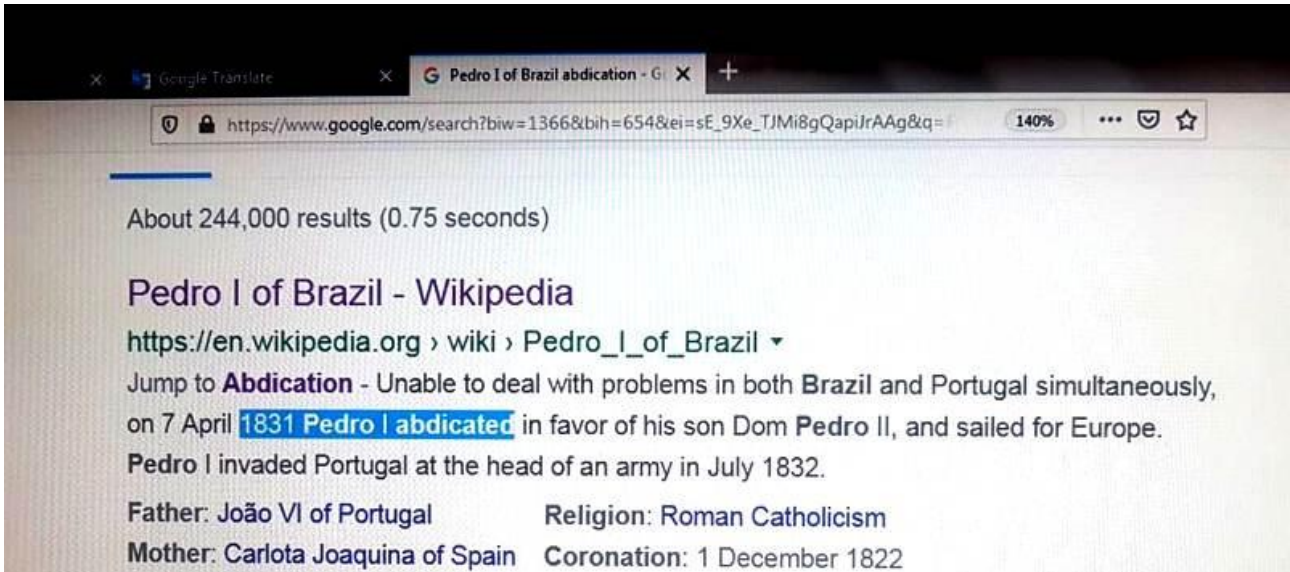 Google Translate
Pedro I of Brazil abdication - G
https://www.google.com/search?biw=1366&bih=654&ei=sE_9Xe_TJMi8gQapiJrAAg&q=
140%
About 244,000 results (0.75 seconds)
Pedro I of Brazil - Wikipedia
https://en.wikipedia.org › wiki › Pedro_I_of_Brazil
Jump to Abdication - Unable to deal with problems in both Brazil and Portugal simultaneously,
on 7 April 1831 Pedro I abdicated in favor of his son Dom Pedro II, and sailed for Europe.
Pedro I invaded Portugal at the head of an army in July 1832.
Father: João VI of Portugal Religion: Roman Catholicism
Mother: Carlota Joaquina of Spain Coronation: 1 December 1822